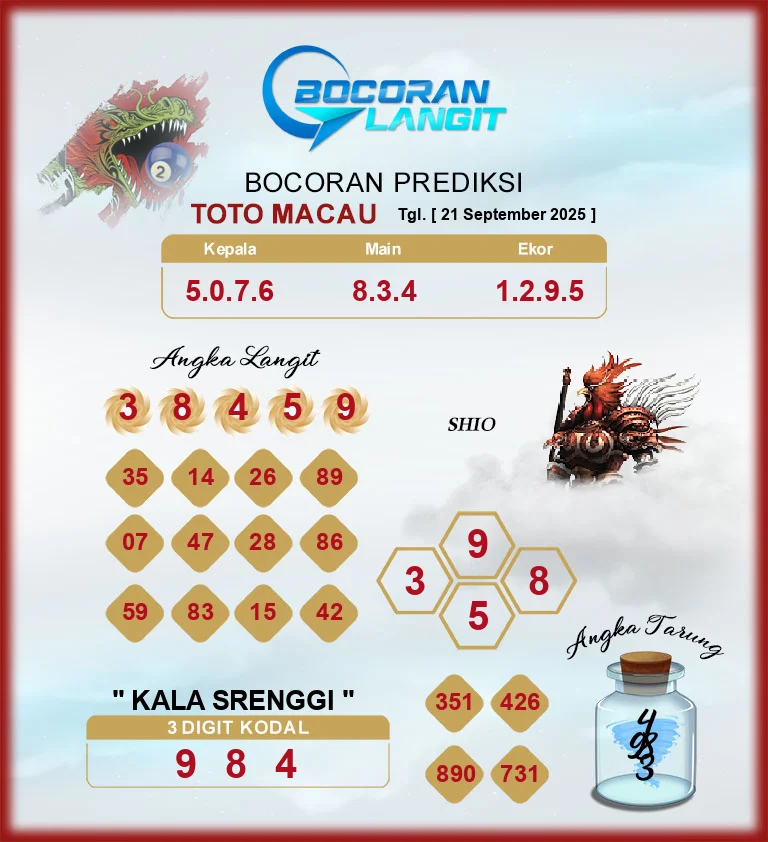 BOCORAN
LANGIT
2
BOCORAN PREDIKSI
TOTO MACAU Tgl. [ 21 September 2025 ]
Kepala Main Ekor
5.0.7.6 8.3.4 1.2.9.5
Angka Langit
3 8 4 5 9
SHIO
35 14 26 89
07 47 28 86
59 83 15 42
9
3 8
5
Angka Tarung
" KALA SRENGGI "
3 DIGIT KODAL
9 8 4
351 426
890 731
4
98
3